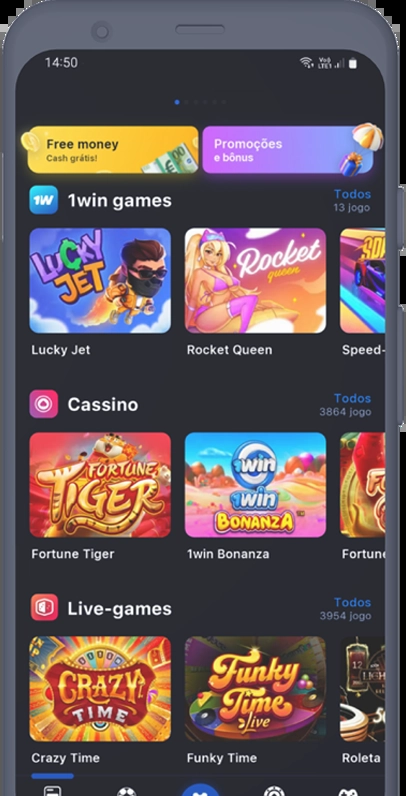 14:50
Vo))
LTE1
Free money
Cash grátis!
Promoções
e bônus
1W
1win games
Todos
13 jogo
LUCKY
JET
Rocket
queen
Lucky Jet
Rocket Queen
Speed-
Cassino
Todos
3864 jogo
FORTUNE
TIGER
1win
1win
BONANZA
Fortune Tiger
1win Bonanza
Fortune
Live-games
Todos
3954 jogo
CRAZY
TIME
Funky
Time
Live
12
LIGH
Crazy Time
Funky Time
Roleta